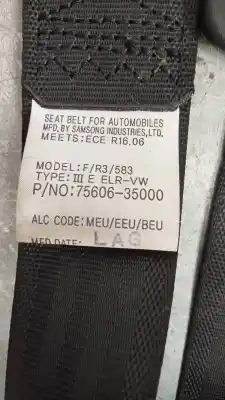 SEAT BELT FOR AUTOMOBILES
MFD. BY SAMSONG INDUSTRIES, LTD.
MEETS: ECE R16.06
MODEL: F/R3/583
TYPE: Ⅲ E ELR-VW
P/NO: 75606-35000
ALC CODE: MEU/EEU/BEU
MFD DATE: LAG